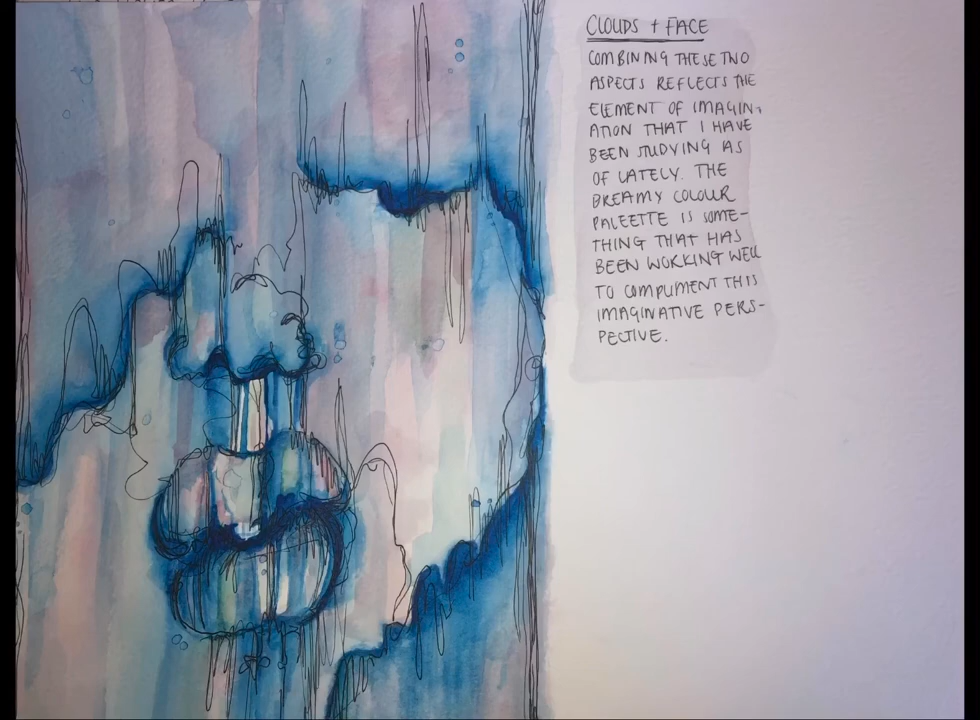 CLOUDS + FACE
COMBINING THESE TWO
ASPECTS REFLECTS THE
ELEMENT OF IMAGIN-
ATION THAT I HAVE
BEEN STUDYING AS
OF LATELY. THE
DREAMY COLOUR
PALEETTE IS SOME-
THING THAT HAS
BEEN WORKING WELL
TO COMPLIMENT THIS
IMAGINATIVE PERS-
PECTIVE.